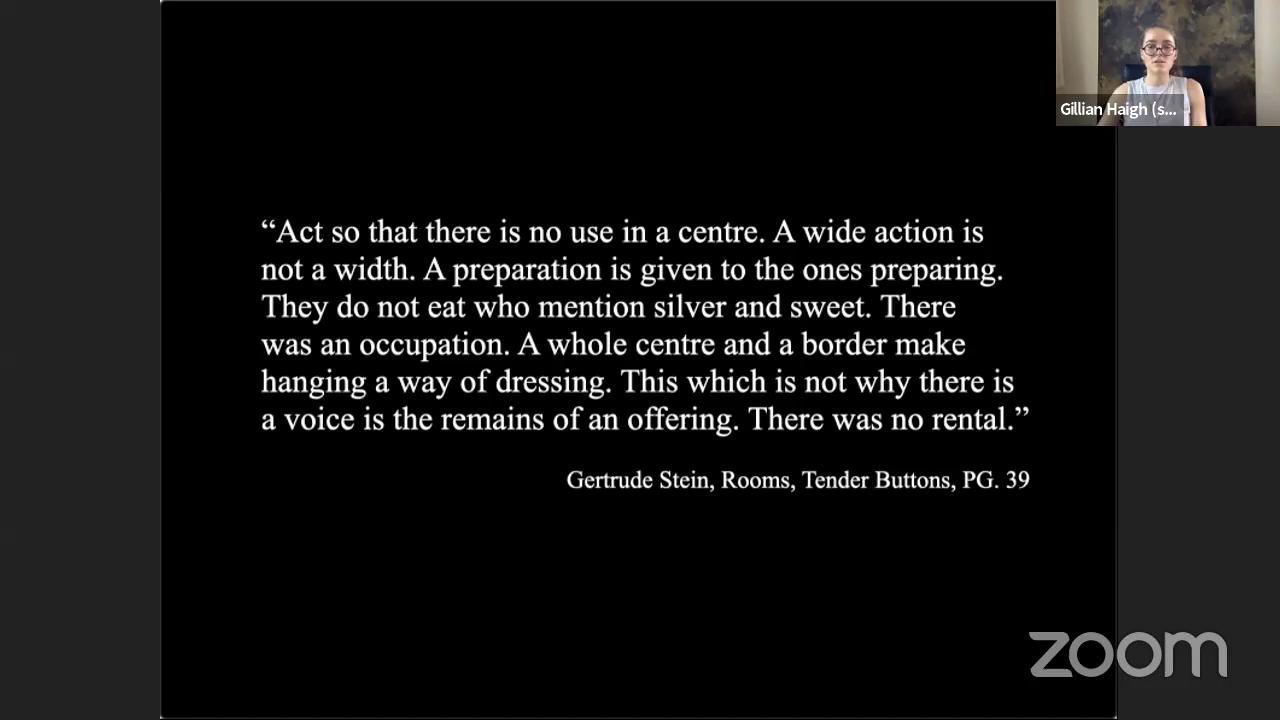 Gillian Haigh (s...
“Act so that there is no use in a centre. A wide action is
not a width. A preparation is given to the ones preparing.
They do not eat who mention silver and sweet. There
was an occupation. A whole centre and a border make
hanging a way of dressing. This which is not why there is
a voice is the remains of an offering. There was no rental.”
Gertrude Stein, Rooms, Tender Buttons, PG. 39
zoom